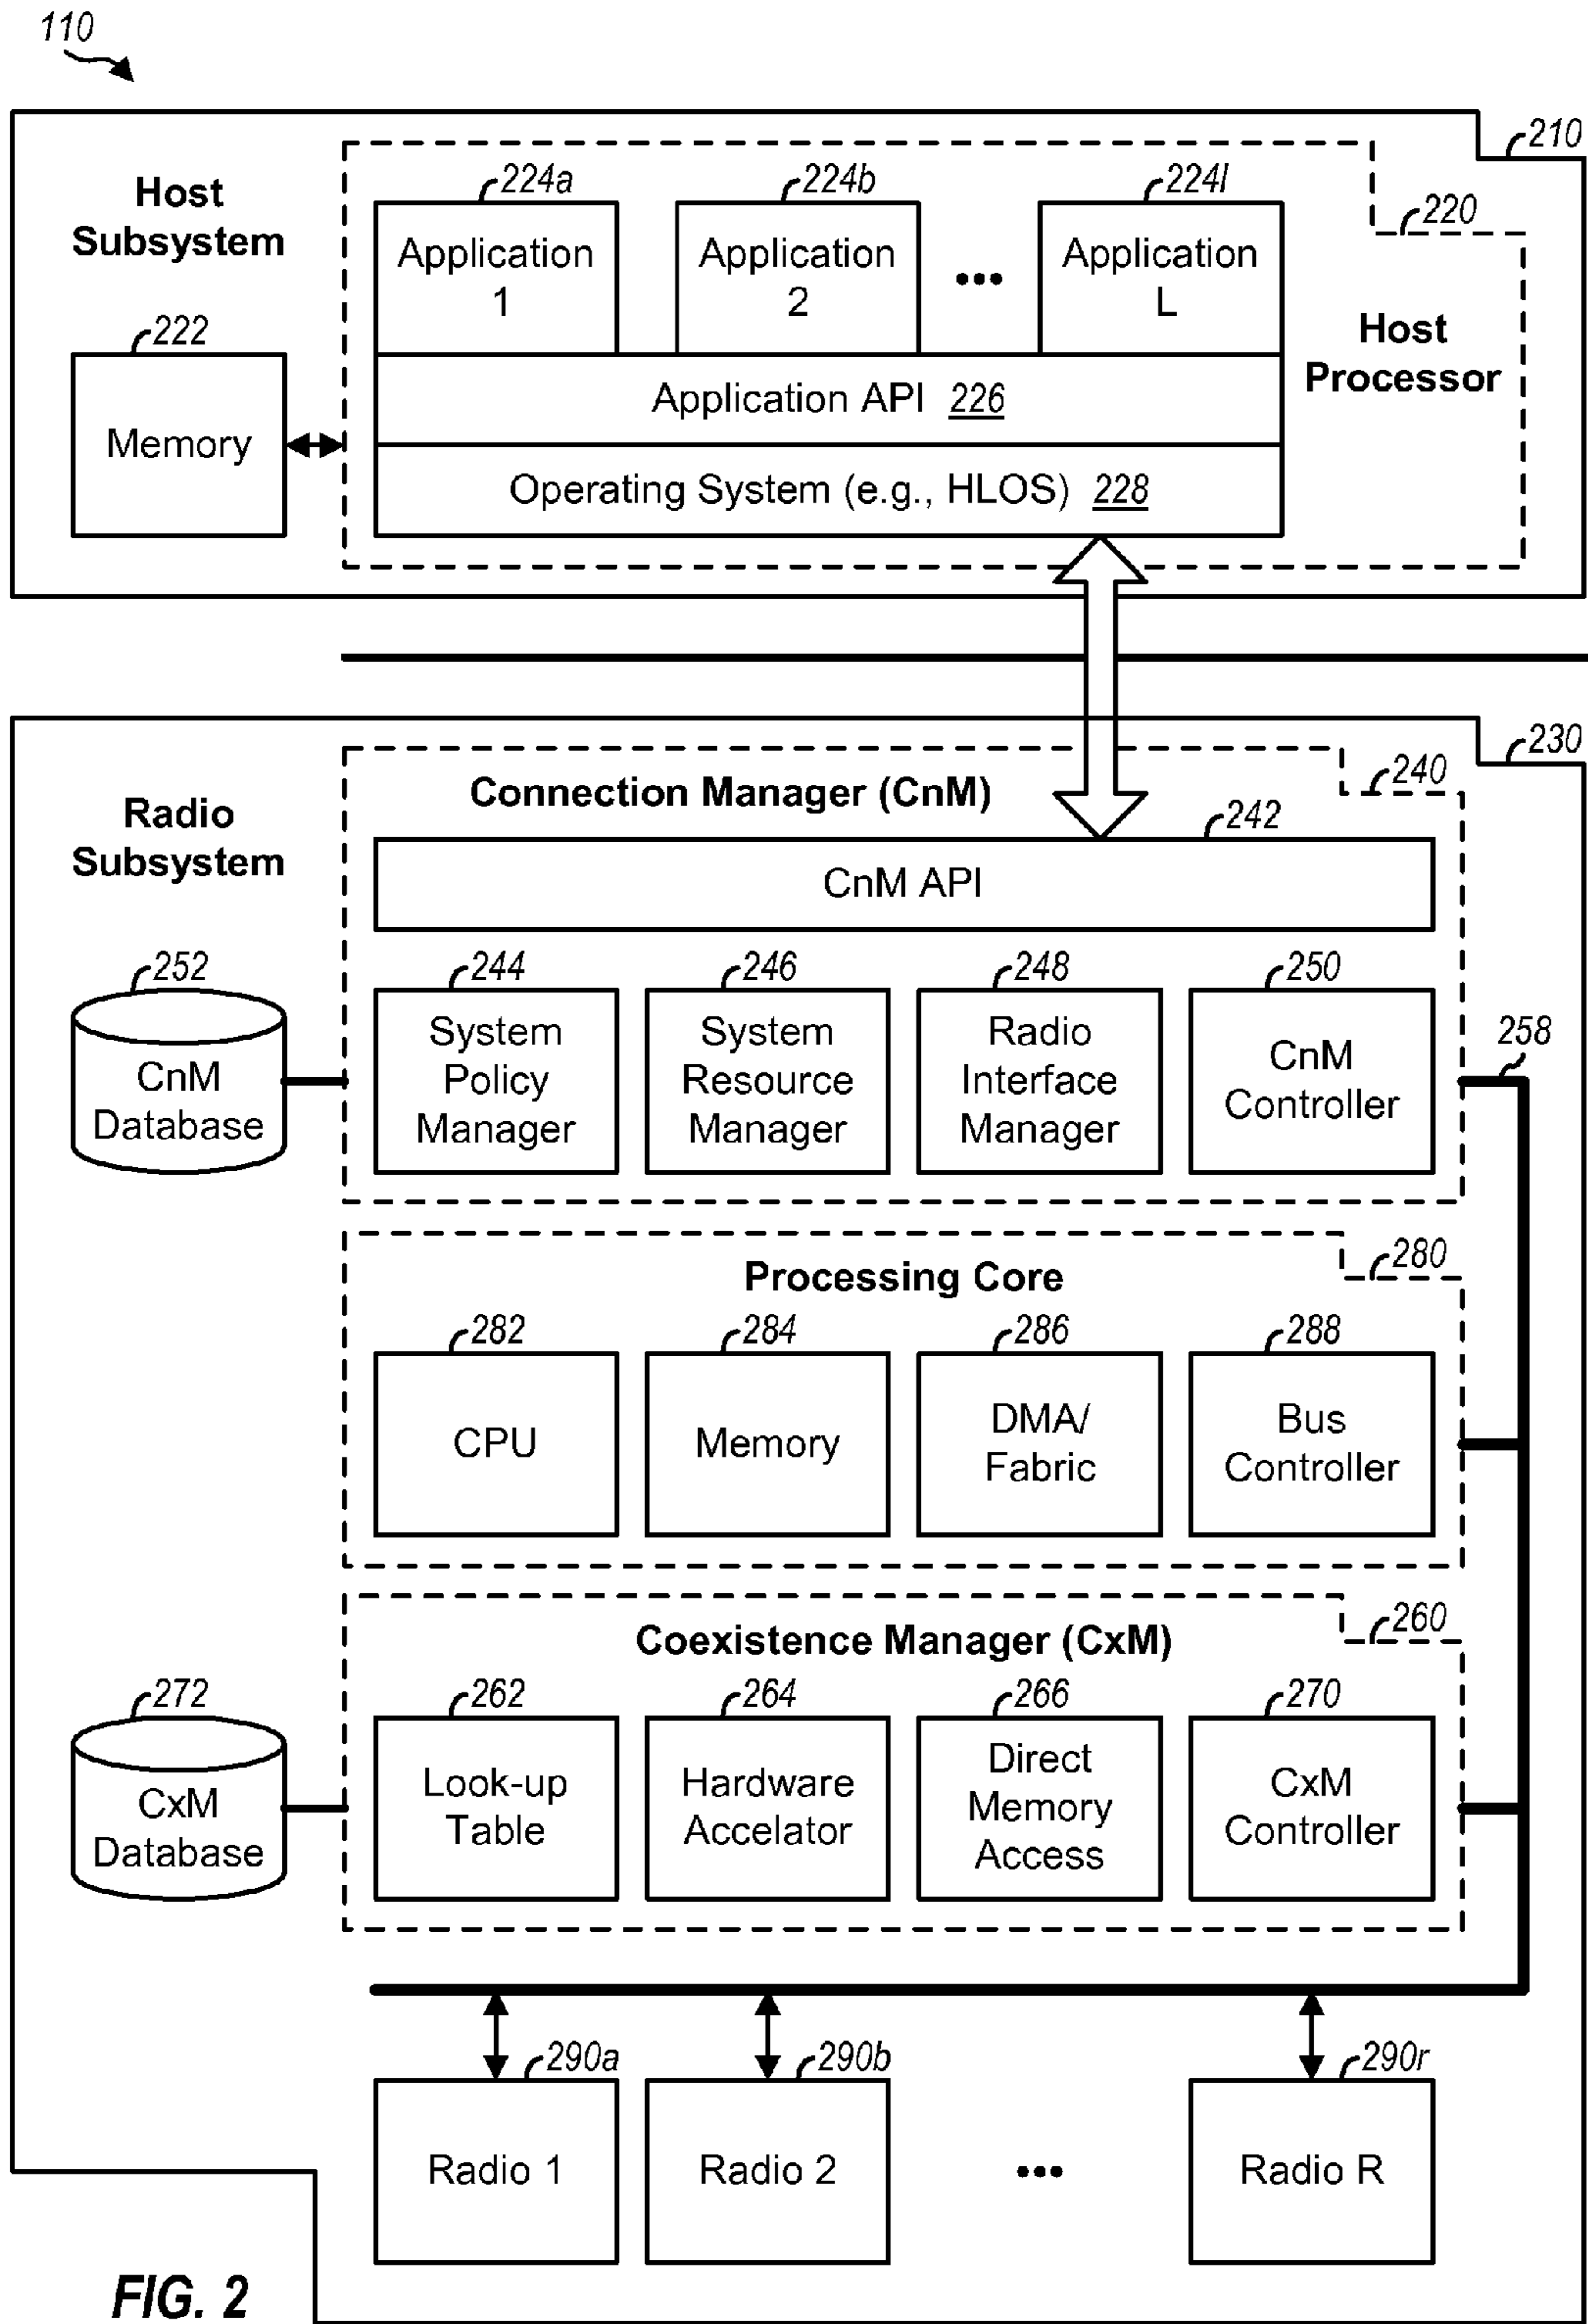 110
210
Host
Subsystem
224a
224b
224l
220
Application
1
Application
2
•••
Application
L
Host
Processor
222
Memory
Application API 226
Operating System (e.g., HLOS) 228
230
240
Connection Manager (CnM)
Radio
Subsystem
242
CnM API
252
244
246
248
250
258
CnM
Database
System
Policy
Manager
System
Resource
Manager
Radio
Interface
Manager
CnM
Controller
280
Processing Core
282
284
286
288
CPU
Memory
DMA/
Fabric
Bus
Controller
260
Coexistence Manager (CxM)
272
262
264
266
270
CxM
Database
Look-up
Table
Hardware
Accelator
Direct
Memory
Access
CxM
Controller
290a
290b
290r
Radio 1
Radio 2
•••
Radio R
FIG. 2